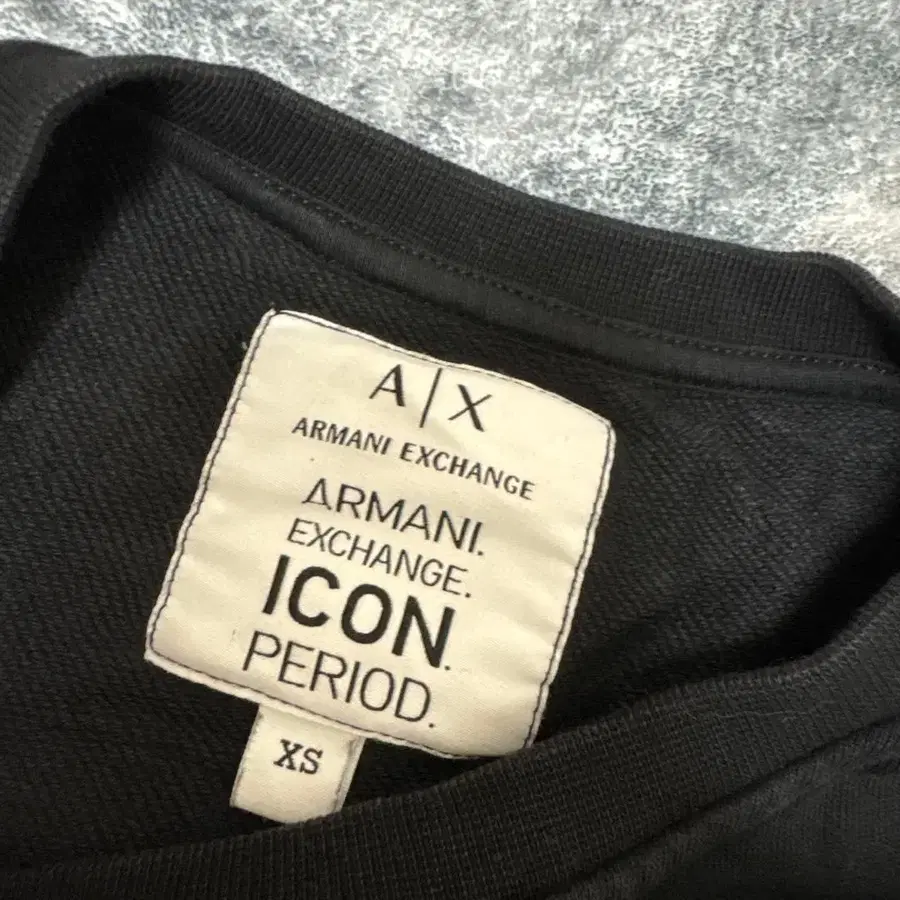 A|X
ARMANI EXCHANGE
ARMANI.
EXCHANGE.
ICON.
PERIOD.
XS